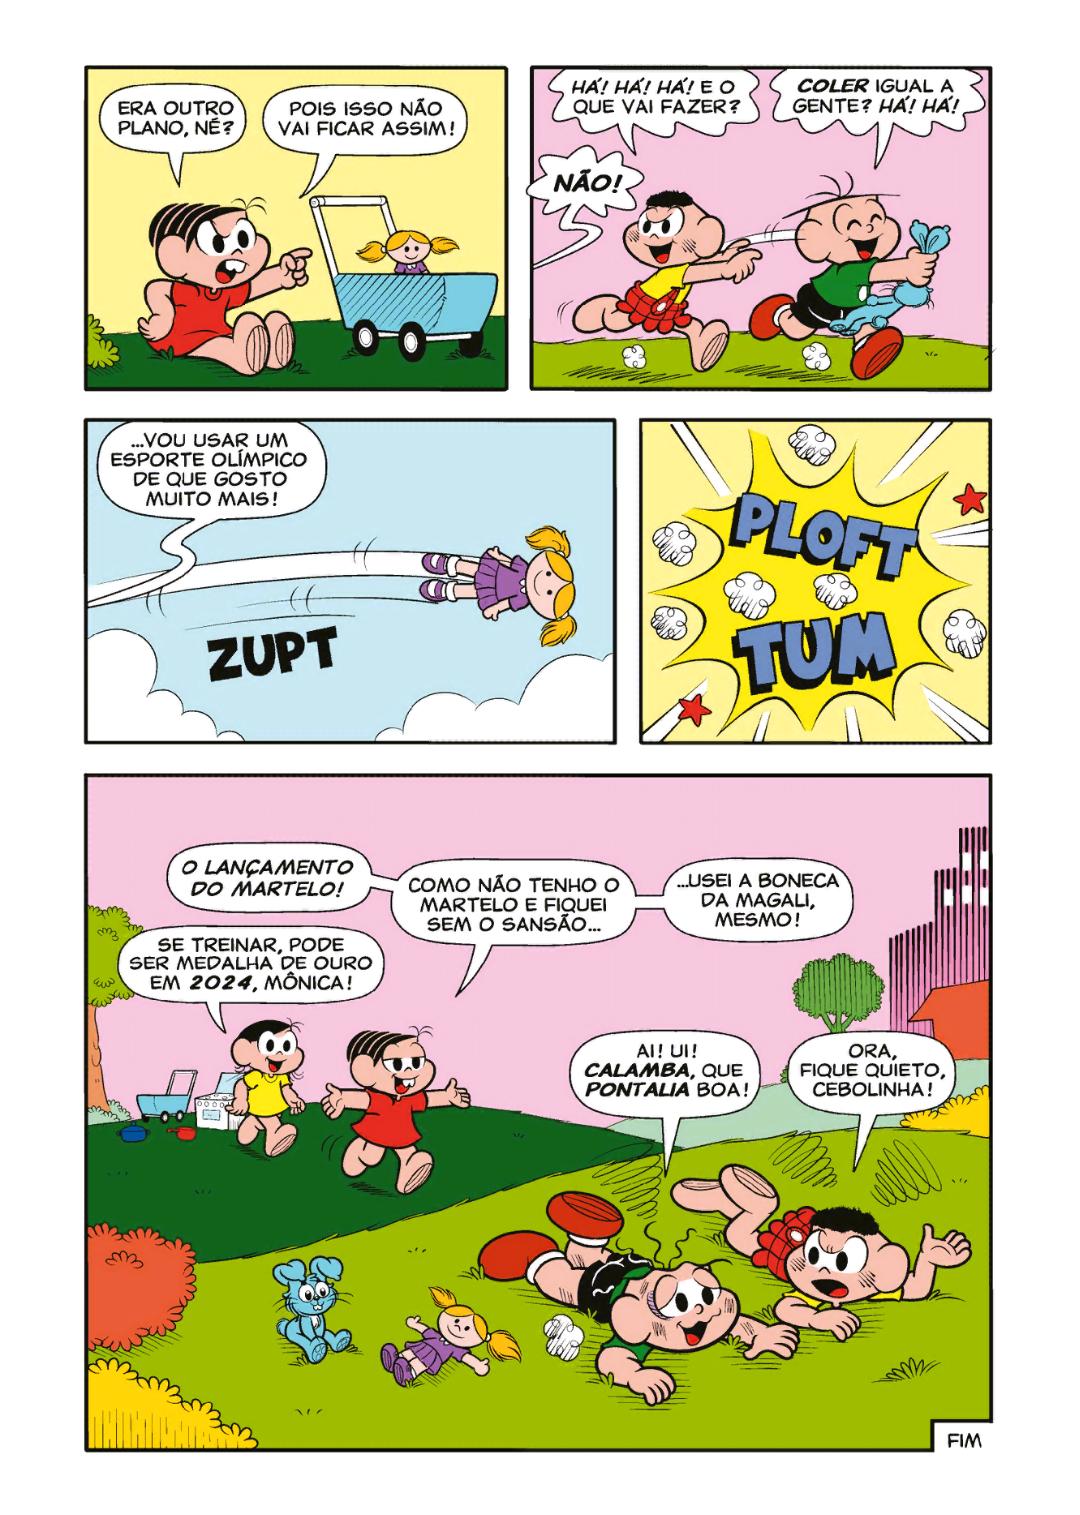 ERA OUTRO
PLANO, NÉ?
POIS ISSO NÃO
VAI FICAR ASSIM!
HÁ! HÁ! HÁ! E O
QUE VAI FAZER?
COLER IGUAL A
GENTE? HÁ! HÁ!
NÃO!
...VOU USAR UM
ESPORTE OLÍMPICO
DE QUE GOSTO
MUITO MAIS!
ZUPT
PLOFT
TUM
O LANÇAMENTO
DO MARTELO!
COMO NÃO TENHO O
MARTELO E FIQUEI
SEM O SANSÃO...
...USEI A BONECA
DA MAGALI,
MESMO!
SE TREINAR, PODE
SER MEDALHA DE OURO
EM 2024, MÔNICA!
AI! UI!
CALAMBA, QUE
PONTALIA BOA!
ORA,
FIQUE QUIETO,
CEBOLINHA!
FIM